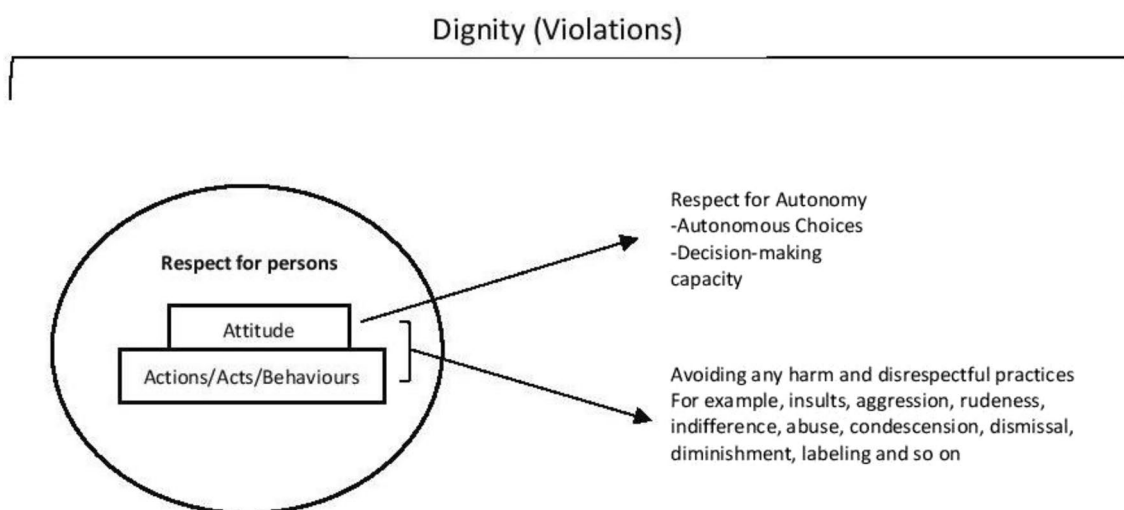 Dignity (Violations)
Respect for persons
Attitude
Actions/Acts/Behaviours
Respect for Autonomy
-Autonomous Choices
-Decision-making
capacity
Avoiding any harm and disrespectful practices
For example, insults, aggression, rudeness,
indifference, abuse, condescension, dismissal,
diminishment, labeling and so on